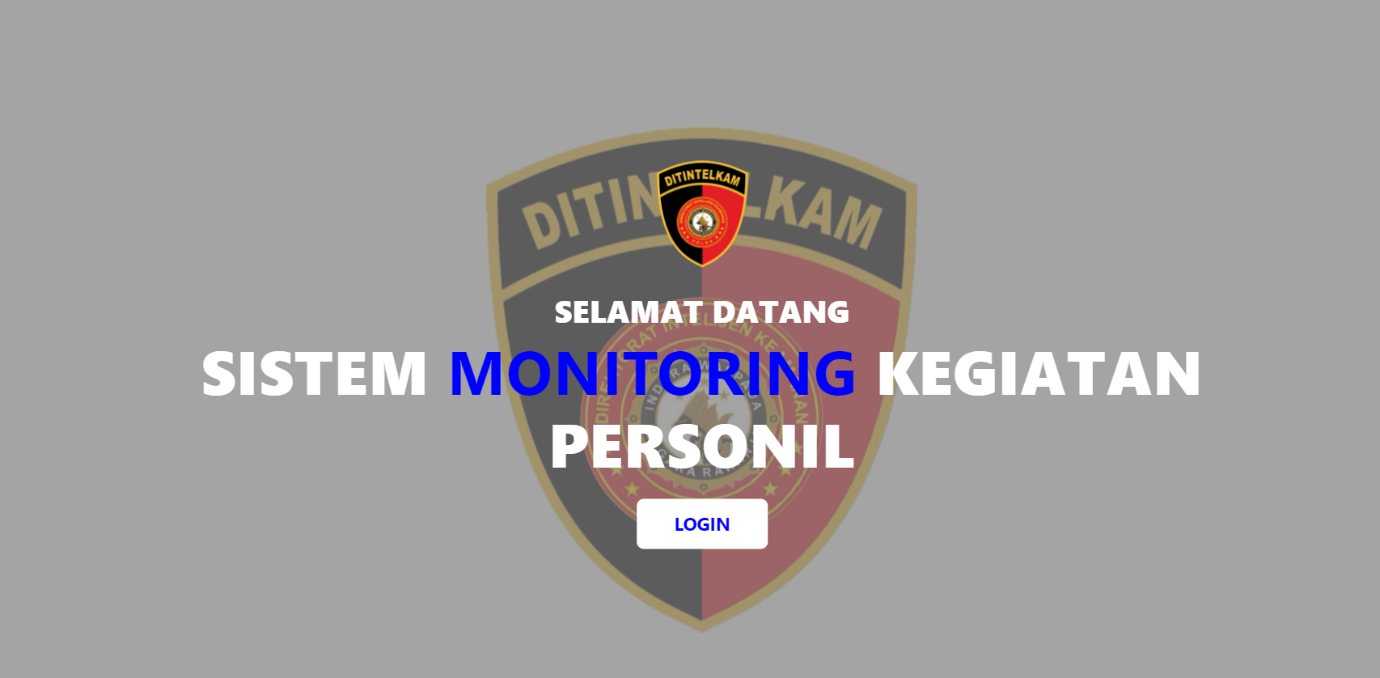 DITINTELKAM
SELAMAT DATANG
SISTEM MONITORING KEGIATAN
PERSONIL
LOGIN